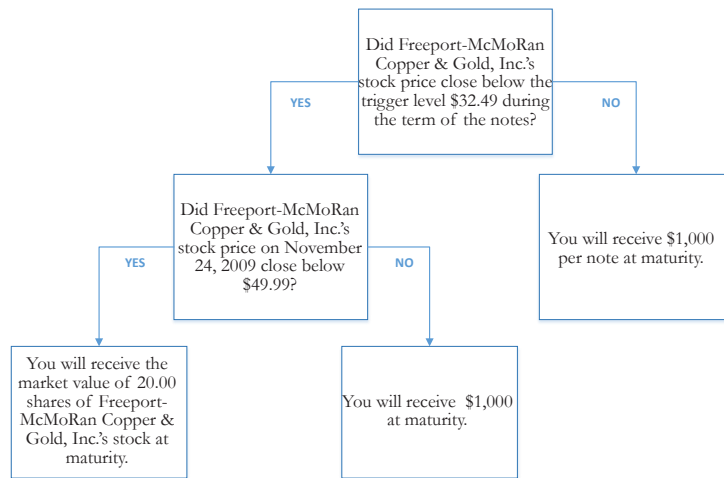 Did Freeport-McMoRan
Copper & Gold, Inc.'s
stock price close below the
trigger level $32.49 during
the term of the notes?
YES
NO
Did Freeport-McMoRan
Copper & Gold, Inc.'s
stock price on November
24, 2009 close below
$49.99?
You will receive $1,000
per note at maturity.
YES
NO
You will receive the
market value of 20.00
shares of Freeport-
McMoRan Copper &
Gold, Inc.'s stock at
maturity.
You will receive $1,000
at maturity.